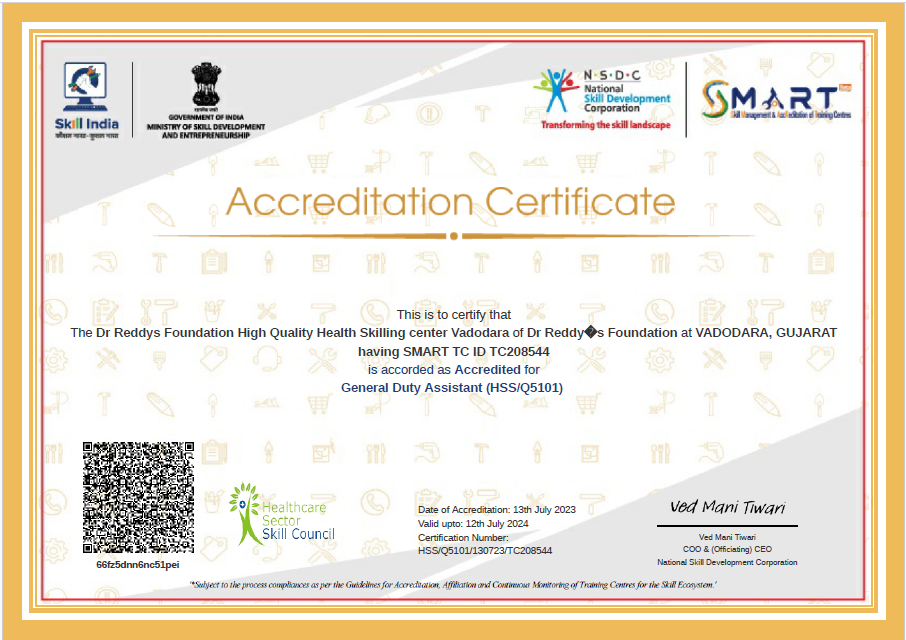 Skill India
कौशल भारत-कुशल भारत
GOVERNMENT OF INDIA
MINISTRY OF SKILL DEVELOPMENT
AND ENTREPRENEURSHIP
N·S·D·C
National
Skill Development
Corporation
Transforming the skill landscape
SMART
Skill Management & Accreditation of Training Centres
Accreditation Certificate
This is to certify that
The Dr Reddys Foundation High Quality Health Skilling center Vadodara of Dr Reddy�s Foundation at VADODARA, GUJARAT
having SMART TC ID TC208544
is accorded as Accredited for
General Duty Assistant (HSS/Q5101)
66fz5dnn6nc51pei
Healthcare
Sector
Skill Council
Date of Accreditation: 13th July 2023
Valid upto: 12th July 2024
Certification Number:
HSS/Q5101/130723/TC208544
Ved Mani Tiwari
Ved Mani Tiwari
COO & (Officiating) CEO
National Skill Development Corporation
"*Subject to the process compliances as per the Guidelines for Accreditation, Affiliation and Continuous Monitoring of Training Centres for the Skill Ecosystem."